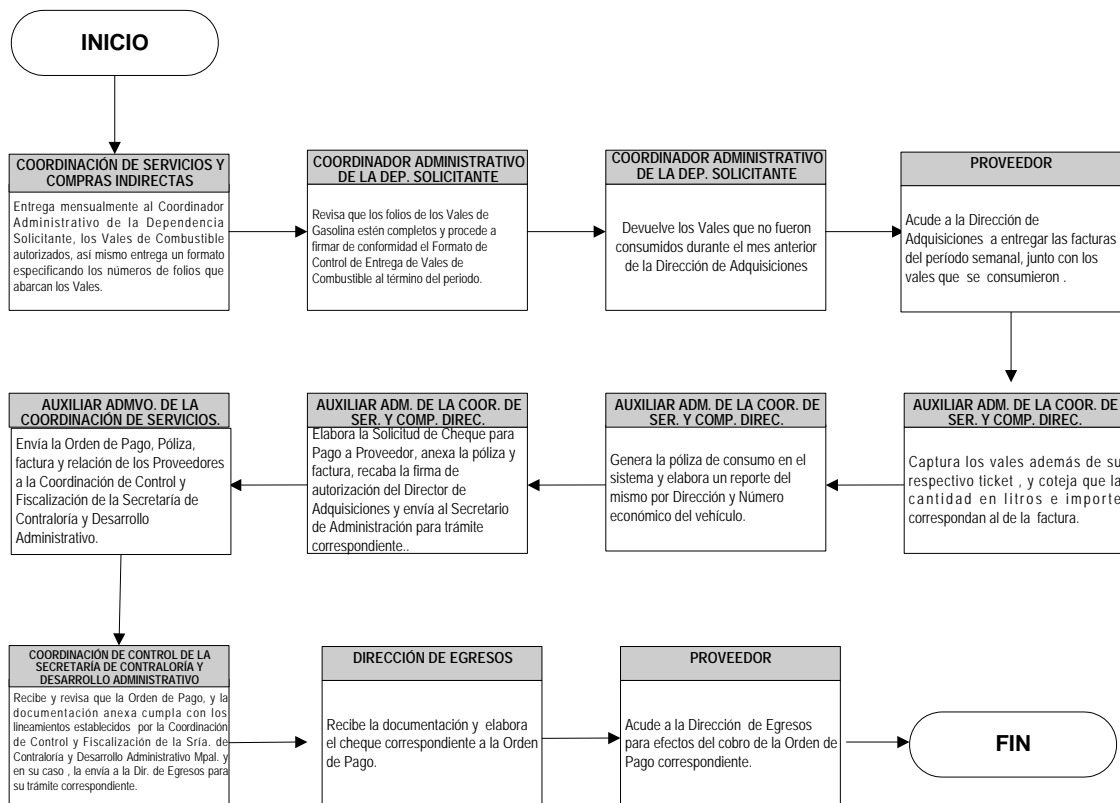 INICIO
COORDINACIÓN DE SERVICIOS Y
COMPRAS INDIRECTAS
Entrega mensualmente al Coordinador
Administrativo de la Dependencia
Solicitante, los Vales de Combustible
autorizados, así mismo entrega un formato
especificando los números de folios que
abarcan los Vales.
COORDINADOR ADMINISTRATIVO
DE LA DEP. SOLICITANTE
Revisa que los folios de los Vales de
Gasolina estén completos y procede a
firmar de conformidad el Formato de
Control de Entrega de Vales de
Combustible al término del periodo.
COORDINADOR ADMINISTRATIVO
DE LA DEP. SOLICITANTE
Devuelve los Vales que no fueron
consumidos durante el mes anterior
de la Dirección de Adquisiciones
PROVEEDOR
Acude a la Dirección de
Adquisiciones a entregar las facturas
del período semanal, junto con los
vales que se consumieron .
AUXILIAR ADM. DE LA COOR. DE
SER. Y COMP. DIREC.
Captura los vales además de su
respectivo ticket , y coteja que la
cantidad en litros e importe
correspondan al de la factura.
AUXILIAR ADM. DE LA COOR. DE
SER. Y COMP. DIREC.
Genera la póliza de consumo en el
sistema y elabora un reporte del
mismo por Dirección y Número
económico del vehículo.
AUXILIAR ADM. DE LA COOR. DE
SER. Y COMP. DIREC.
Elabora la Solicitud de Cheque para
Pago a Proveedor, anexa la póliza y
factura, recaba la firma de
autorización del Director de
Adquisiciones y envía al Secretario
de Administración para trámite
correspondiente..
AUXILIAR ADMVO. DE LA
COORDINACIÓN DE SERVICIOS.
Envía la Orden de Pago, Póliza,
factura y relación de los Proveedores
a la Coordinación de Control y
Fiscalización de la Secretaría de
Contraloría y Desarrollo
Administrativo.
COORDINACIÓN DE CONTROL DE LA
SECRETARÍA DE CONTRALORÍA Y
DESARROLLO ADMINISTRATIVO
Recibe y revisa que la Orden de Pago, y la
documentación anexa cumpla con los
lineamientos establecidos por la Coordinación
de Control y Fiscalización de la Sría. de
Contraloría y Desarrollo Administrativo Mpal. y
en su caso , la envía a la Dir. de Egresos para
su trámite correspondiente.
DIRECCIÓN DE EGRESOS
Recibe la documentación y elabora
el cheque correspondiente a la Orden
de Pago.
PROVEEDOR
Acude a la Dirección de Egresos
para efectos del cobro de la Orden de
Pago correspondiente.
FIN